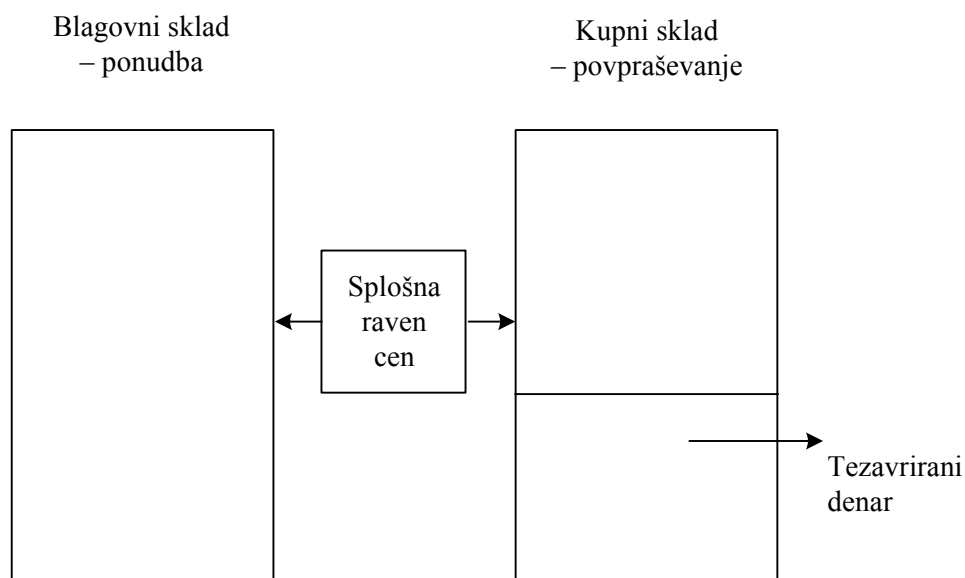 Blagovni sklad
– ponudba
Kupni sklad
– povpraševanje
Splošna
raven
cen
Tezavrirani
denar